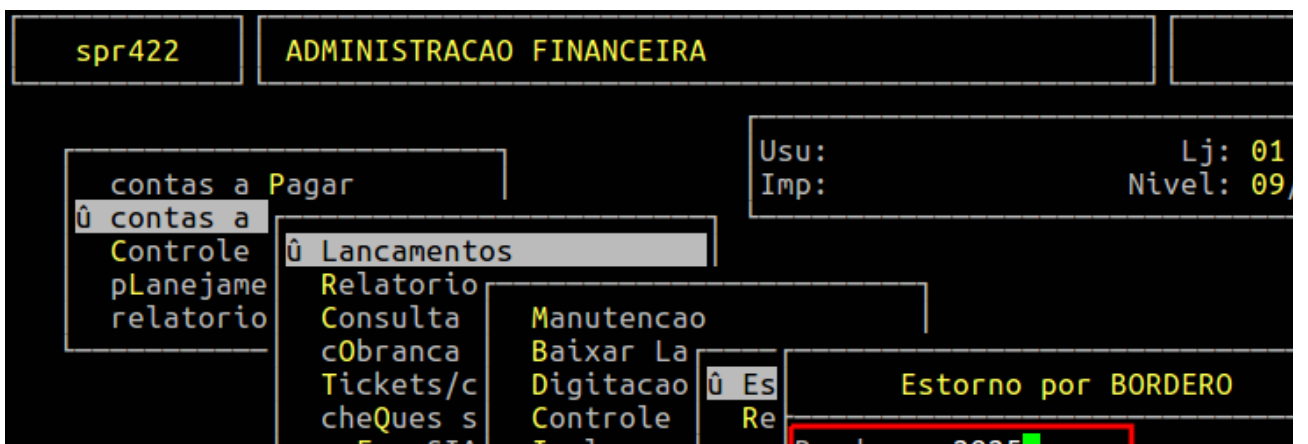 spr422 ADMINISTRACAO FINANCEIRA
Usu: Lj: 01
Imp: Nivel: 09/
contas a Pagar
û contas a
Controle
pLanejame
relatorio
û Lancamentos
Relatorio
Consulta
cObranca
Tickets/c
cheQues s
Manutencao
Baixar La
Digitacao
Controle
û Es
Re
Estorno por BORDERO